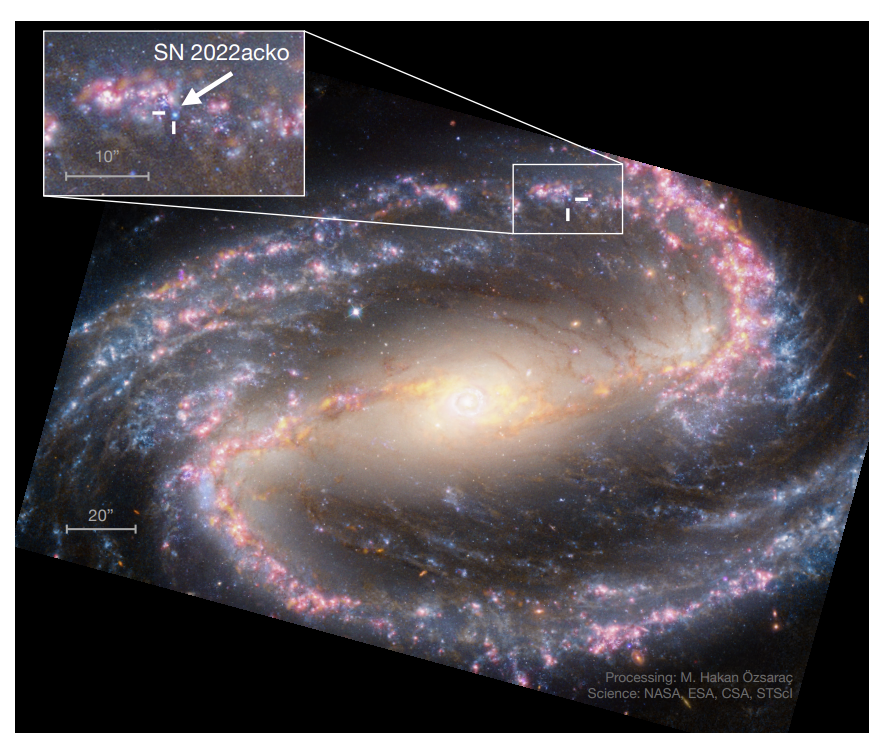 SN 2022acko
10”
20”
Processing: M. Hakan Özsaraç
Science: NASA, ESA, CSA, STScI